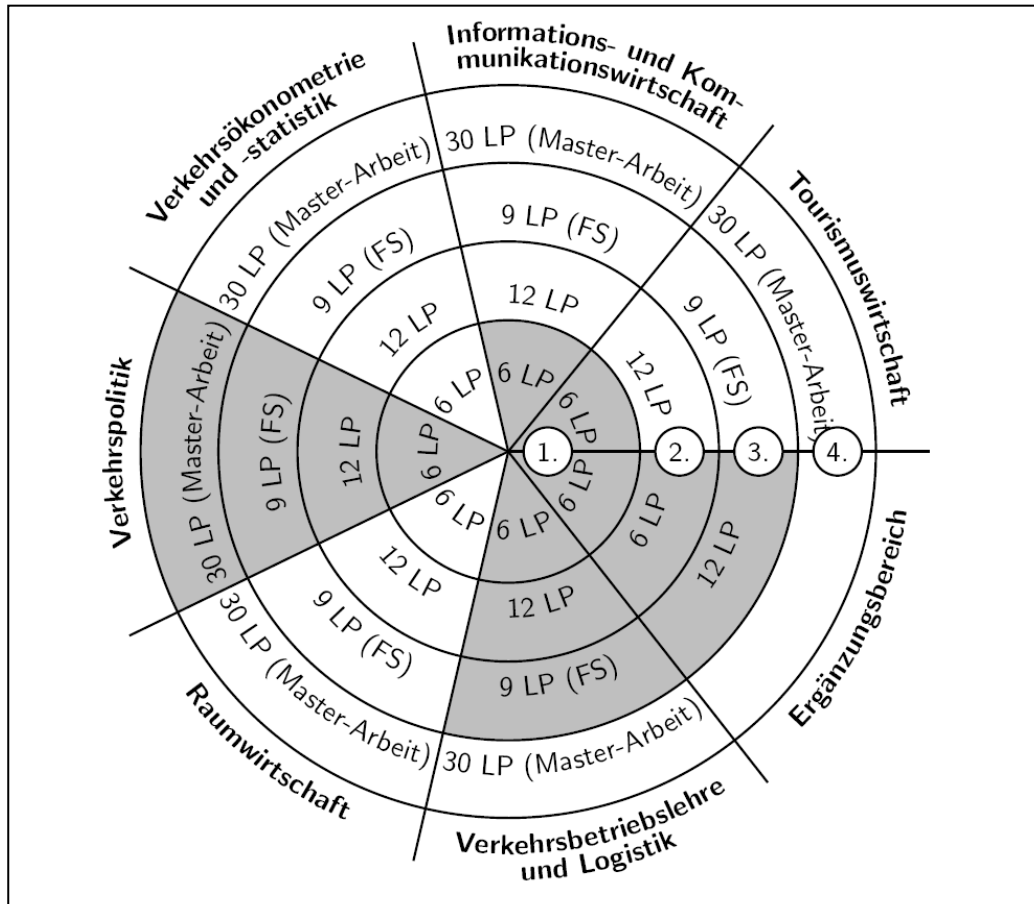 Informations- und Kom-
munikationswirtschaft
30 LP (Master-Arbeit)
9 LP (FS)
12 LP
6 LP
Tourismuswirtschaft
30 LP (Master-Arbeit)
9 LP (FS)
12 LP
6 LP
1.
2.
3.
4.
Ergänzungsbereich
12 LP
6 LP
6 LP
Verkehrsbetriebslehre
und Logistik
30 LP (Master-Arbeit)
9 LP (FS)
12 LP
6 LP
Raumwirtschaft
30 LP (Master-Arbeit)
9 LP (FS)
12 LP
6 LP
Verkehrspolitik
30 LP (Master-Arbeit)
9 LP (FS)
12 LP
6 LP
Verkehrsökonometrie
und -statistik
30 LP (Master-Arbeit)
9 LP (FS)
12 LP
6 LP